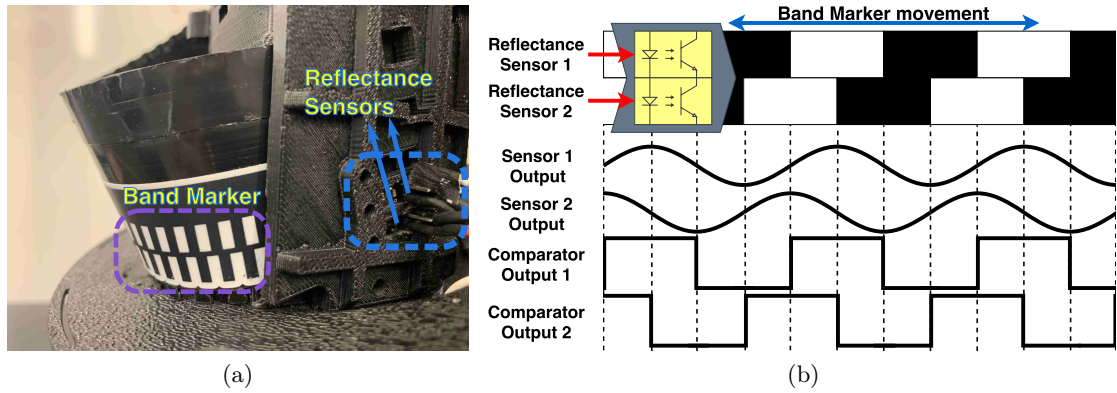 Reflectance
Sensors
Band Marker
(a)
Band Marker movement
Reflectance
Sensor 1
Reflectance
Sensor 2
Sensor 1
Output
Sensor 2
Output
Comparator
Output 1
Comparator
Output 2
(b)